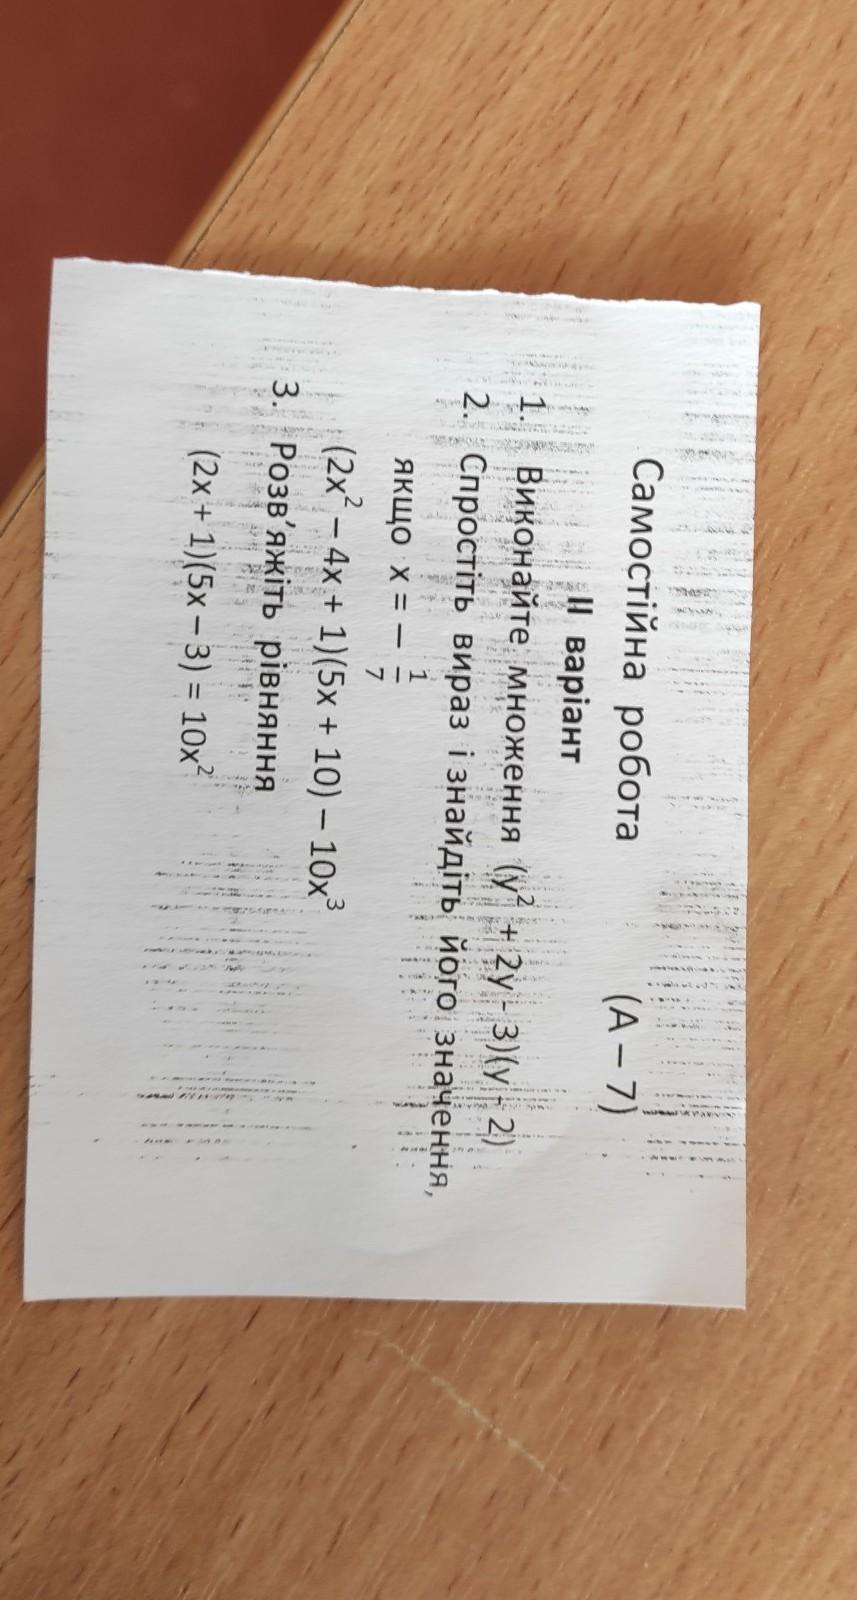 Самостійна робота (А – 7)
ІІ варіант
1. Виконайте множення (y² + 2y - 3)(y - 2)
2. Спростіть вираз і знайдіть його значення,
якщо x = – 1/7
(2x² – 4x + 1)(5x + 10) – 10x³
3. Розв'яжіть рівняння
(2x + 1)(5x – 3) = 10x²